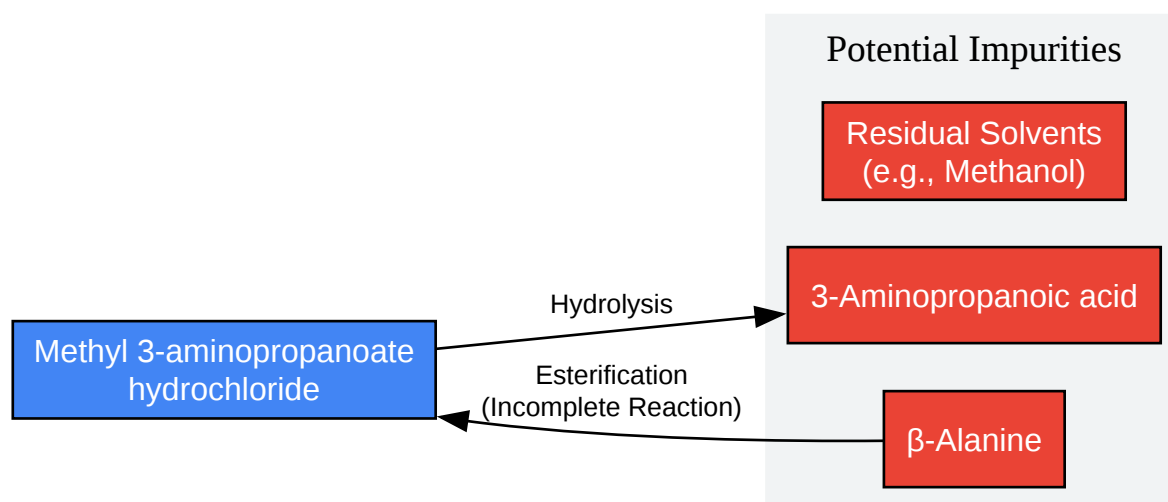 Potential Impurities
Residual Solvents
(e.g., Methanol)
3-Aminopropanoic acid
Hydrolysis
Methyl 3-aminopropanoate
hydrochloride
Esterification
(Incomplete Reaction)
β-Alanine